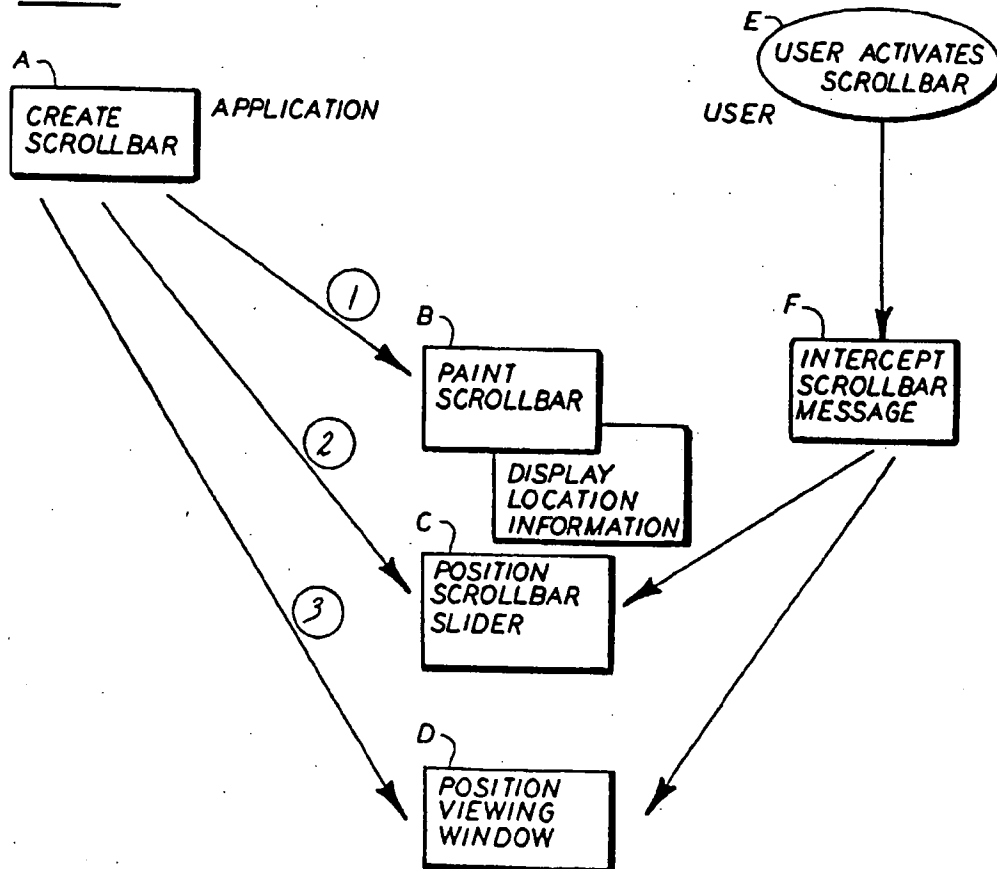 A
CREATE
SCROLLBAR
APPLICATION
E
USER ACTIVATES
SCROLLBAR
USER
1
B
PAINT
SCROLLBAR
DISPLAY
LOCATION
INFORMATION
F
INTERCEPT
SCROLLBAR
MESSAGE
2
C
POSITION
SCROLLBAR
SLIDER
3
D
POSITION
VIEWING
WINDOW